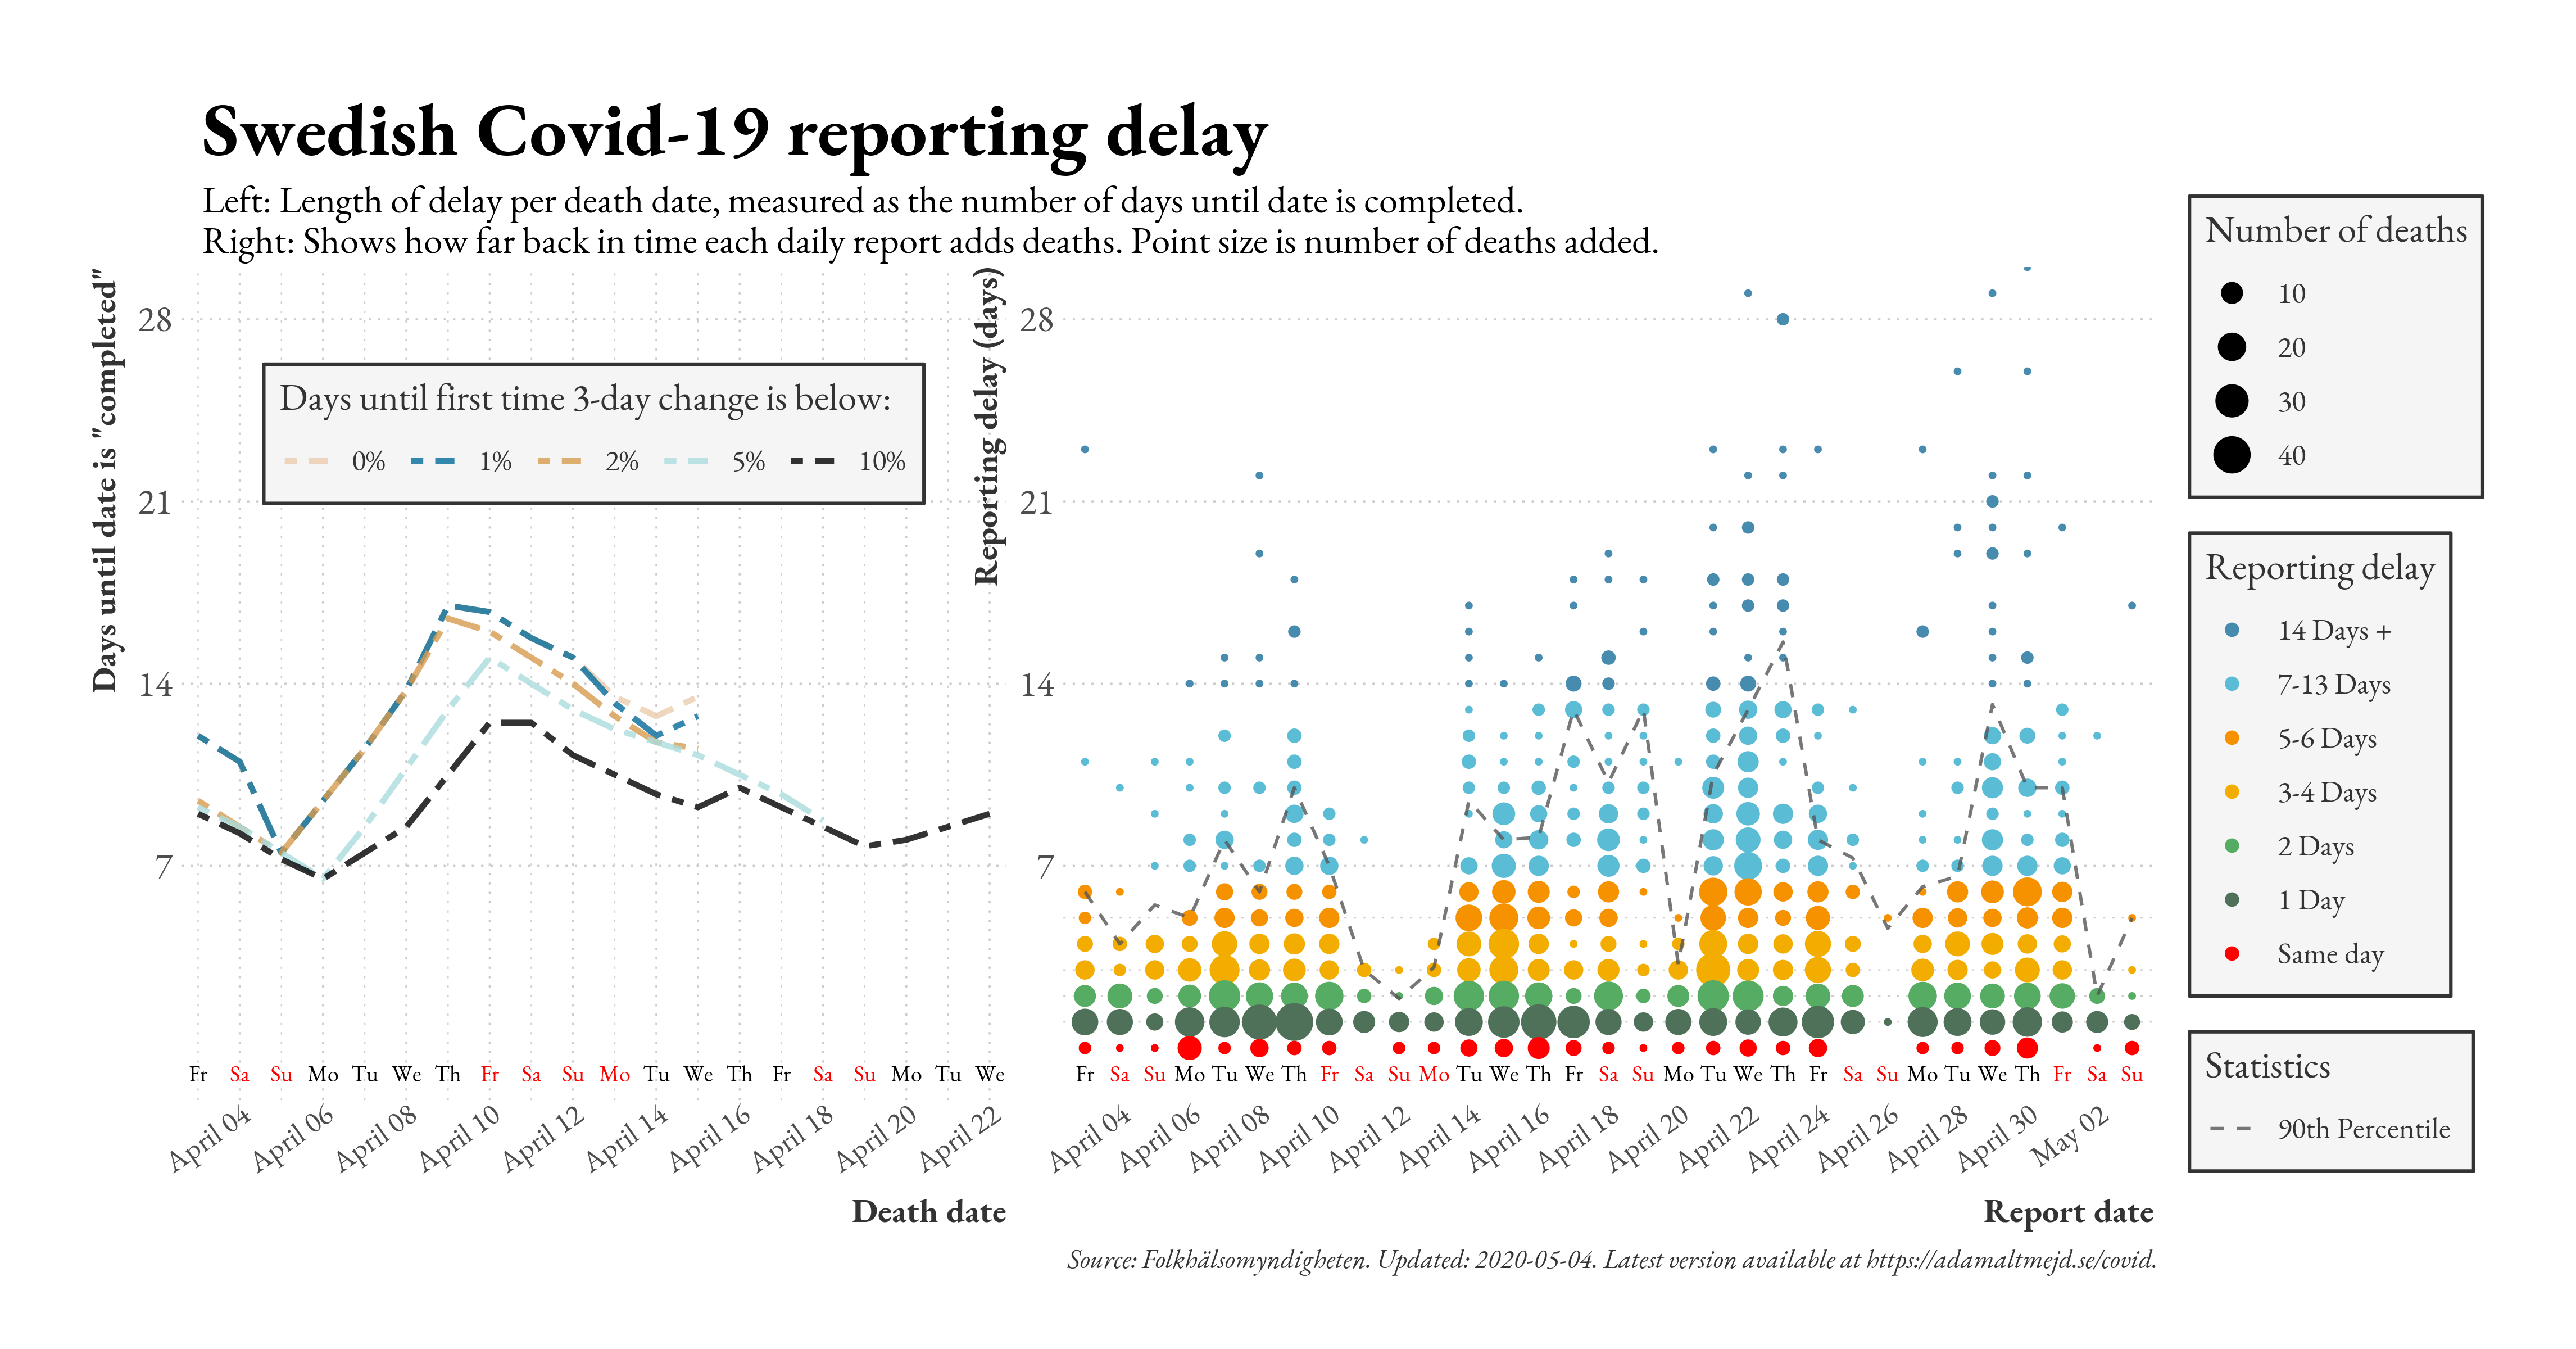 Swedish Covid-19 reporting delay
Left: Length of delay per death date, measured as the number of days until date is completed.
Right: Shows how far back in time each daily report adds deaths. Point size is number of deaths added.
Days until date is "completed"
28
21
14
7
Days until first time 3-day change is below:
0% 1% 2% 5% 10%
Fr Sa Su Mo Tu We Th Fr Sa Su Mo Tu We Th Fr Sa Su Mo Tu We
April 04 April 06 April 08 April 10 April 12 April 14 April 16 April 18 April 20 April 22
Death date
Reporting delay (days)
28
21
14
7
Fr Sa Su Mo Tu We Th Fr Sa Su Mo Tu We Th Fr Sa Su Mo Tu We Th Fr Sa Su Mo Tu We Th Fr Sa Su
April 04 April 06 April 08 April 10 April 12 April 14 April 16 April 18 April 20 April 22 April 24 April 26 April 28 April 30 May 02
Report date
Number of deaths
10
20
30
40
Reporting delay
14 Days +
7-13 Days
5-6 Days
3-4 Days
2 Days
1 Day
Same day
Statistics
90th Percentile
Source: Folkhälsomyndigheten. Updated: 2020-05-04. Latest version available at https://adamaltmejd.se/covid.